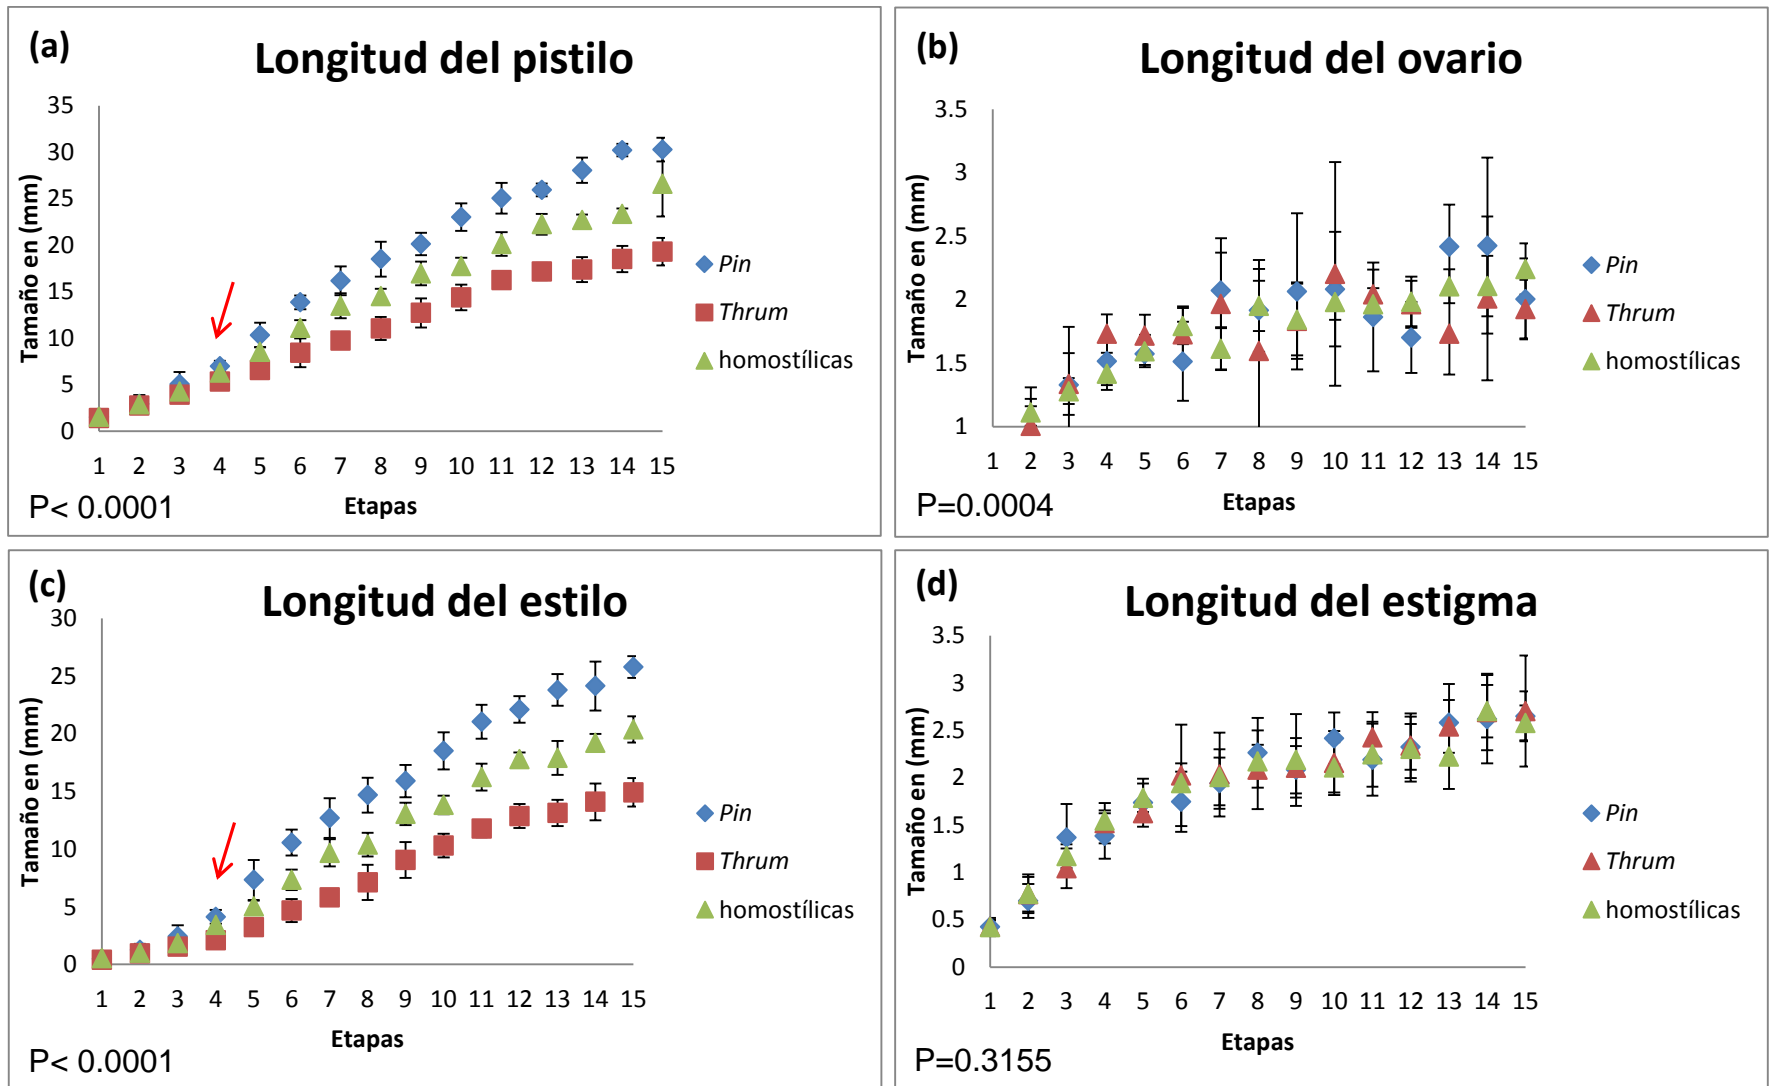 (a)
Longitud del pistilo
35
30
25
20
15
10
5
0
Tamaño en (mm)
1 2 3 4 5 6 7 8 9 10 11 12 13 14 15
Etapas
P< 0.0001
Pin
Thrum
homostílicas
(b)
Longitud del ovario
3.5
3
2.5
2
1.5
1
Tamaño en (mm)
1 2 3 4 5 6 7 8 9 10 11 12 13 14 15
Etapas
P=0.0004
Pin
Thrum
homostílicas
(c)
Longitud del estilo
30
25
20
15
10
5
0
Tamaño en (mm)
1 2 3 4 5 6 7 8 9 10 11 12 13 14 15
Etapas
P< 0.0001
Pin
Thrum
homostílicas
(d)
Longitud del estigma
3.5
3
2.5
2
1.5
1
0.5
0
Tamaño en (mm)
1 2 3 4 5 6 7 8 9 10 11 12 13 14 15
Etapas
P=0.3155
Pin
Thrum
homostílicas